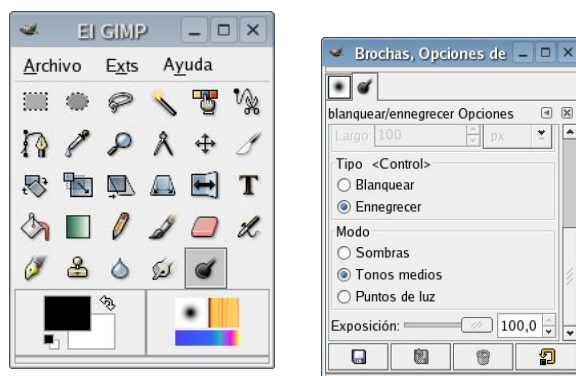 El GIMP
Archivo Exts Ayuda
T
Brochas, Opciones de
blanquear/ennegrecer Opciones
Largo: 100 px
Tipo <Control>
Blanquear
Ennegrecer
Modo
Sombras
Tonos medios
Puntos de luz
Exposición: 100,0